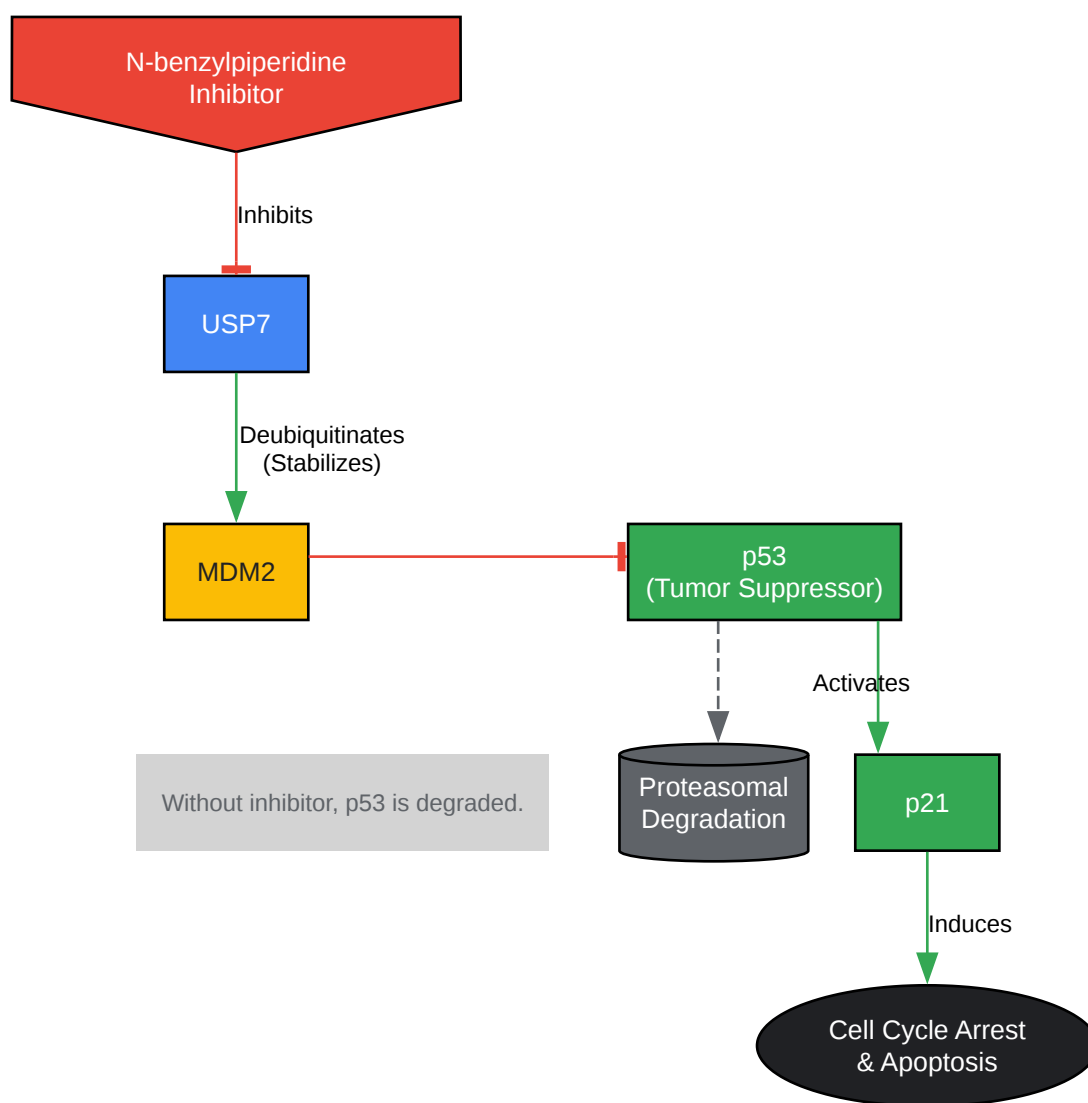 N-benzylpiperidine
Inhibitor
Inhibits
USP7
Deubiquitinates
(Stabilizes)
MDM2
p53
(Tumor Suppressor)
Activates
Without inhibitor, p53 is degraded.
Proteasomal
Degradation
p21
Induces
Cell Cycle Arrest
& Apoptosis